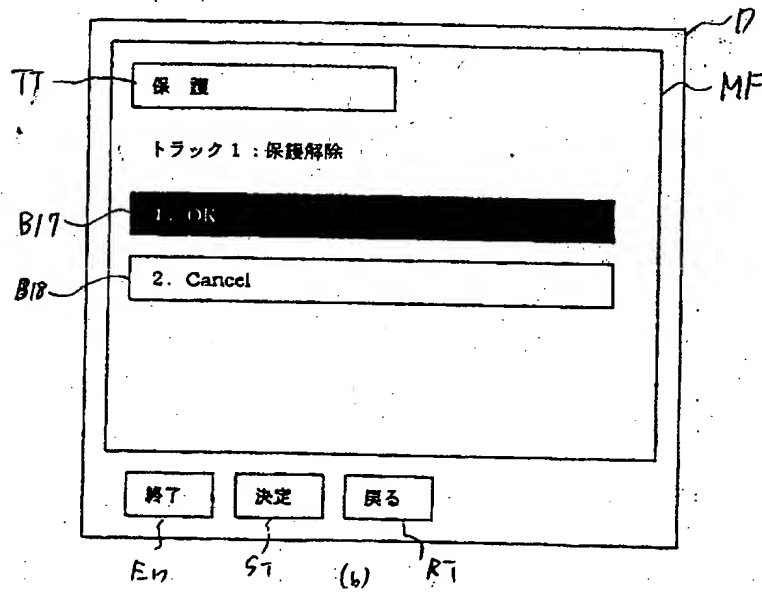 D
TT
保護
MF
トラック1:保護解除
B17
1. OK
B18
2. Cancel
終了 決定 戻る
En ST (b) RT